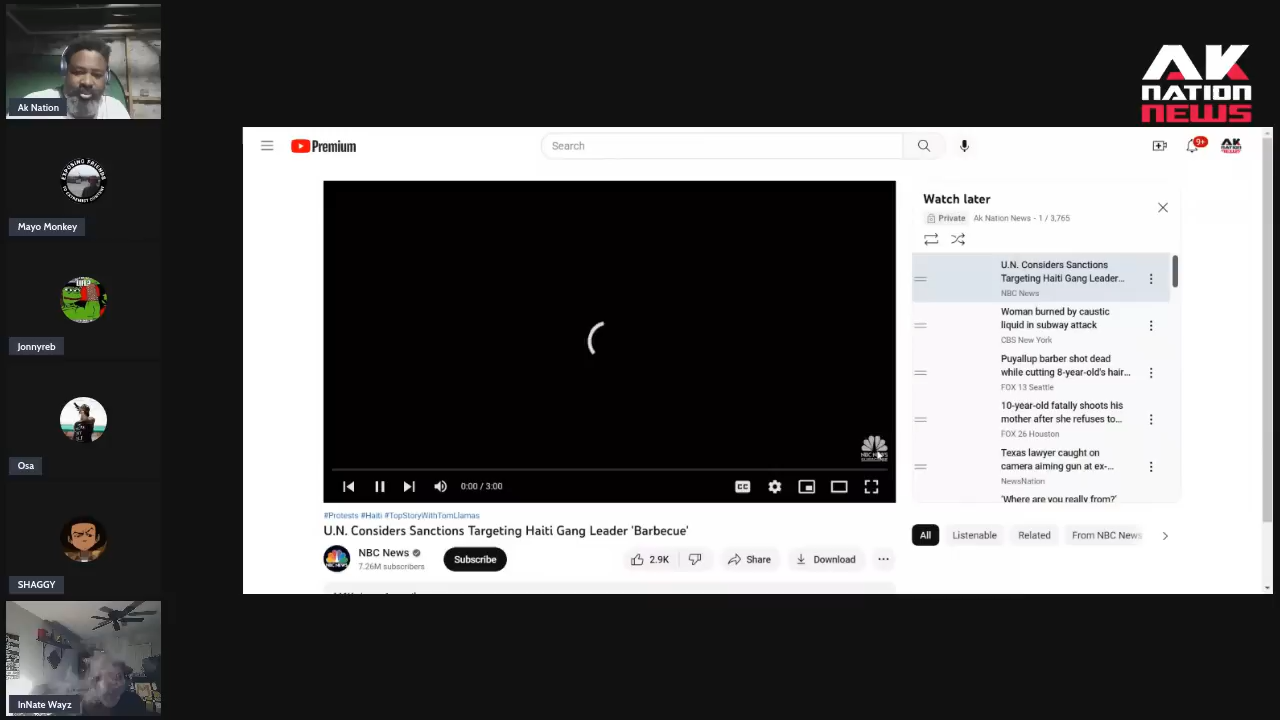 Ak Nation
Mayo Monkey
Jonnyreb
Osa
SHAGGY
InNate Wayz
AK
NATION
NEWS
Premium
Search
9+
0:00 / 3:00
CC
NBC NEWS
#Protests #Haiti #TopStoryWithTomLlamas
U.N. Considers Sanctions Targeting Haiti Gang Leader 'Barbecue'
NBC News
7.26M subscribers
Subscribe
2.9K
Share
Download
Watch later
Private
Ak Nation News - 1 / 3,765
U.N. Considers Sanctions
Targeting Haiti Gang Leader...
NBC News
Woman burned by caustic
liquid in subway attack
CBS New York
Puyallup barber shot dead
while cutting 8-year-old's hair...
FOX 13 Seattle
10-year-old fatally shoots his
mother after she refuses to...
FOX 26 Houston
Texas lawyer caught on
camera aiming gun at ex-...
NewsNation
'Where are you really from?'
All
Listenable
Related
From NBC News